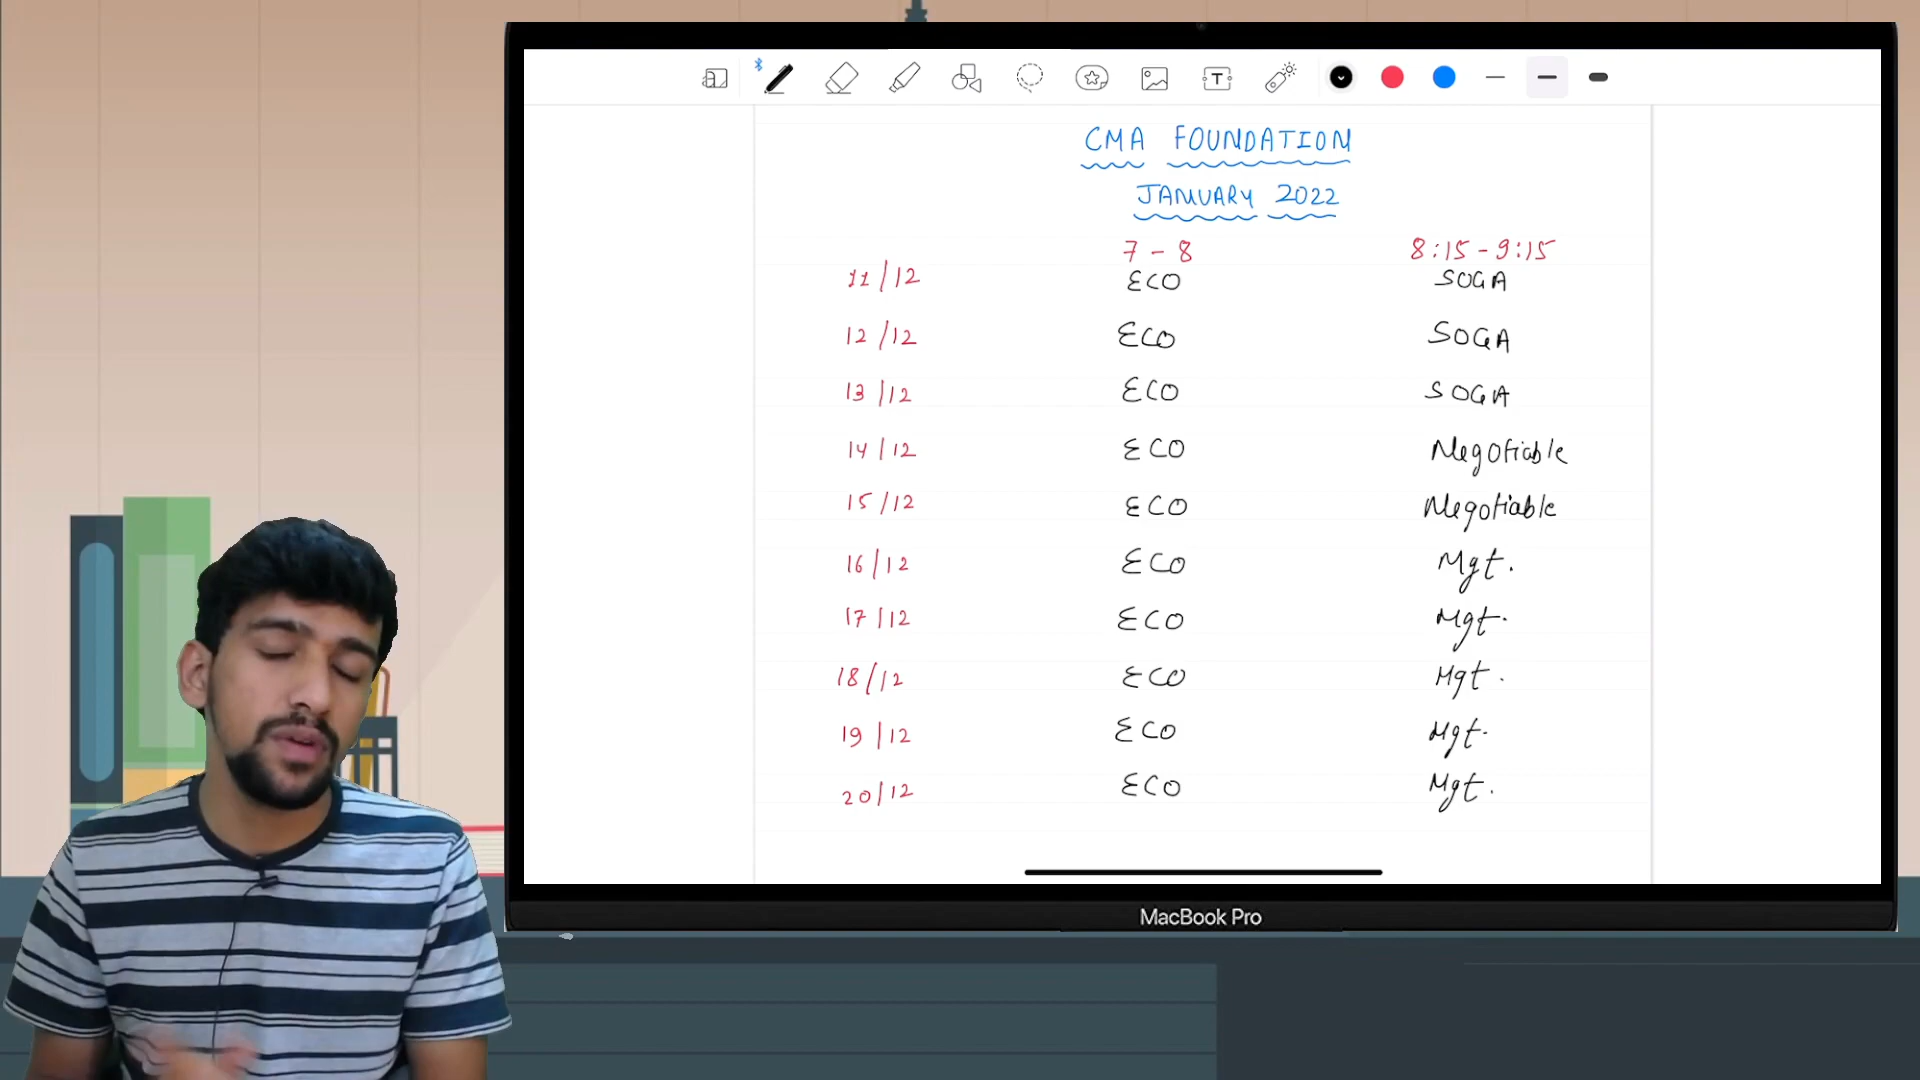 CMA FOUNDATION
JANUARY 2022
7 - 8 8:15 - 9:15
11/12 ECO SOGA
12/12 ECO SOGA
13/12 ECO SOGA
14/12 ECO Negotiable
15/12 ECO Negotiable
16/12 ECO Mgt.
17/12 ECO Mgt.
18/12 ECO Mgt.
19/12 ECO Mgt.
20/12 ECO Mgt.
MacBook Pro